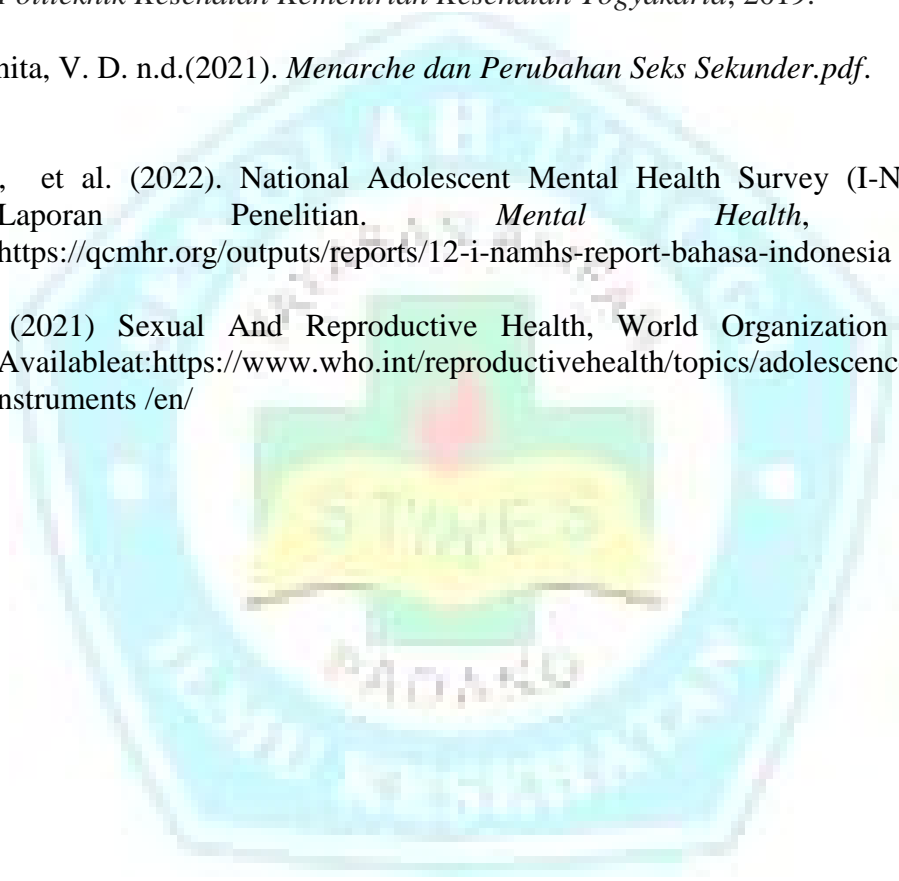 Politeknik Kesehatan Kementrian Kesehatan Yogyakarta, 2019.
nita, V. D. n.d.(2021). Menarche dan Perubahan Seks Sekunder.pdf.
, et al. (2022). National Adolescent Mental Health Survey (I-N
Laporan Penelitian. Mental Health,
https://qcmhr.org/outputs/reports/12-i-namhs-report-bahasa-indonesia
(2021) Sexual And Reproductive Health, World Organization
Availableat:https://www.who.int/reproductivehealth/topics/adolescenc
nstruments /en/
PADANG